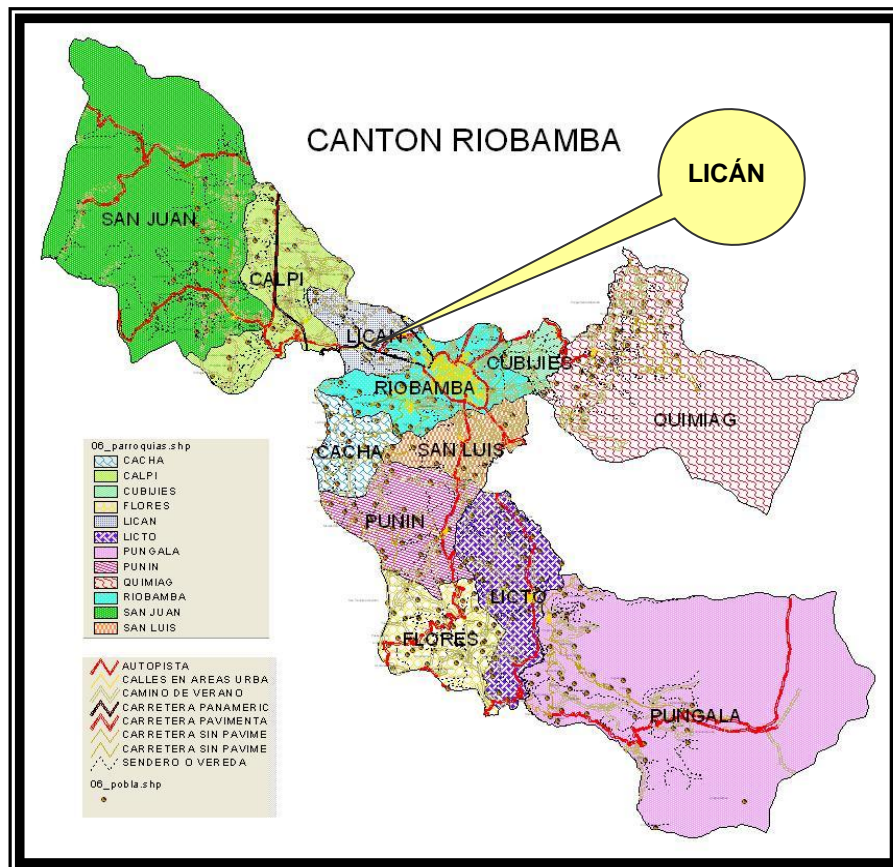 CANTON RIOBAMBA
LICÁN
SAN JUAN
CALPI
LICAN
CUBIJIES
RIOBAMBA
QUIMIAG
SAN LUIS
CACHA
PUNIN
LICTO
FLORES
PUNGALA
06_parroquias.shp
CACHA
CALPI
CUBIJIES
FLORES
LICAN
LICTO
PUNGALA
PUNIN
QUIMIAG
RIOBAMBA
SAN JUAN
SAN LUIS
AUTOPISTA
CALLES EN AREAS URBA
CAMINO DE VERANO
CARRETERA PANAMERIC
CARRETERA PAVIMENTA
CARRETERA SIN PAVIME
CARRETERA SIN PAVIME
SENDERO O VEREDA
06_pobla.shp